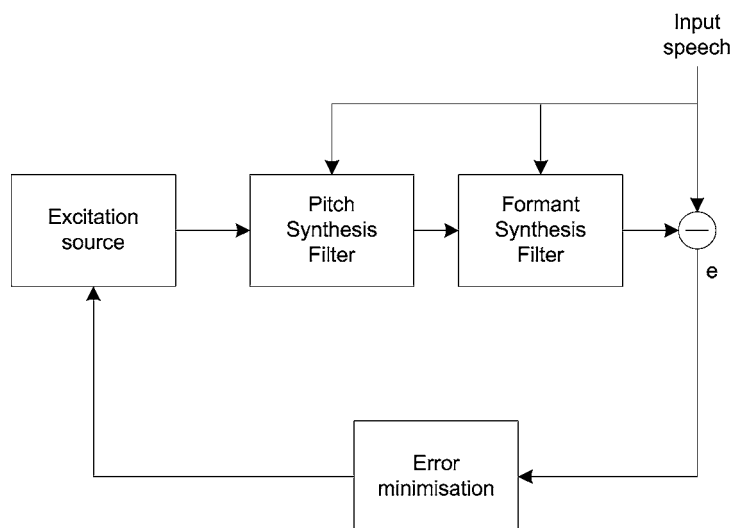 Input
speech
Excitation
source
Pitch
Synthesis
Filter
Formant
Synthesis
Filter
—
e
Error
minimisation